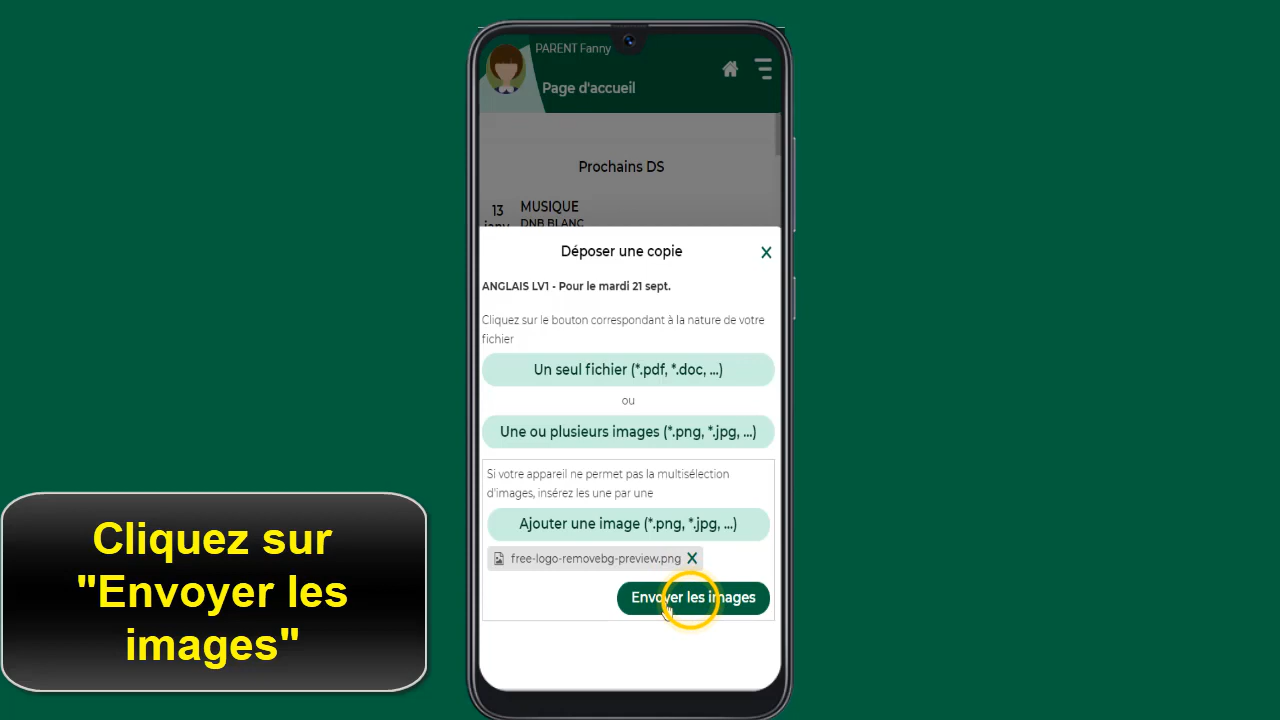 PARENT Fanny
Page d'accueil
Prochains DS
13
MUSIQUE
janv.
DNB BLANC
Déposer une copie
X
ANGLAIS LV1 - Pour le mardi 21 sept.
Cliquez sur le bouton correspondant à la nature de votre
fichier
Un seul fichier (*.pdf, *.doc, ...)
ou
Une ou plusieurs images (*.png, *.jpg, ...)
Si votre appareil ne permet pas la multisélection
d'images, insérez les une par une
Ajouter une image (*.png, *.jpg, ...)
free-logo-removebg-preview.png X
Envoyer les images
Cliquez sur
"Envoyer les
images"